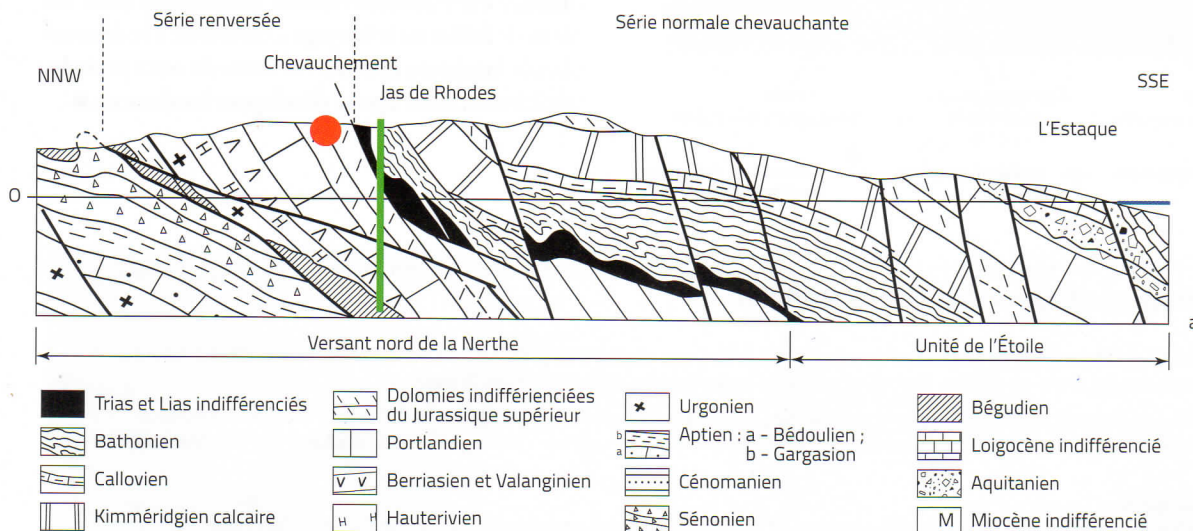 Série renversée
Série normale chevauchante
Chevauchement
NNW
Jas de Rhodes
SSE
L'Estaque
O
H
V
H
V
H
V
H
V
H
V
V
Versant nord de la Nerthe
Unité de l'Étoile
Trias et Lias indifférenciés
Bathonien
Callovien
Kimméridgien calcaire
Dolomies indifférienciées
du Jurassique supérieur
Portlandien
V V Berriasien et Valanginien
H H Hauterivien
Urgonien
b
a
Aptien : a - Bédoulien ;
b - Gargasion
Cénomanien
Sénonien
Bégudien
Loigocène indifférencié
Aquitanien
M Miocène indifférencié